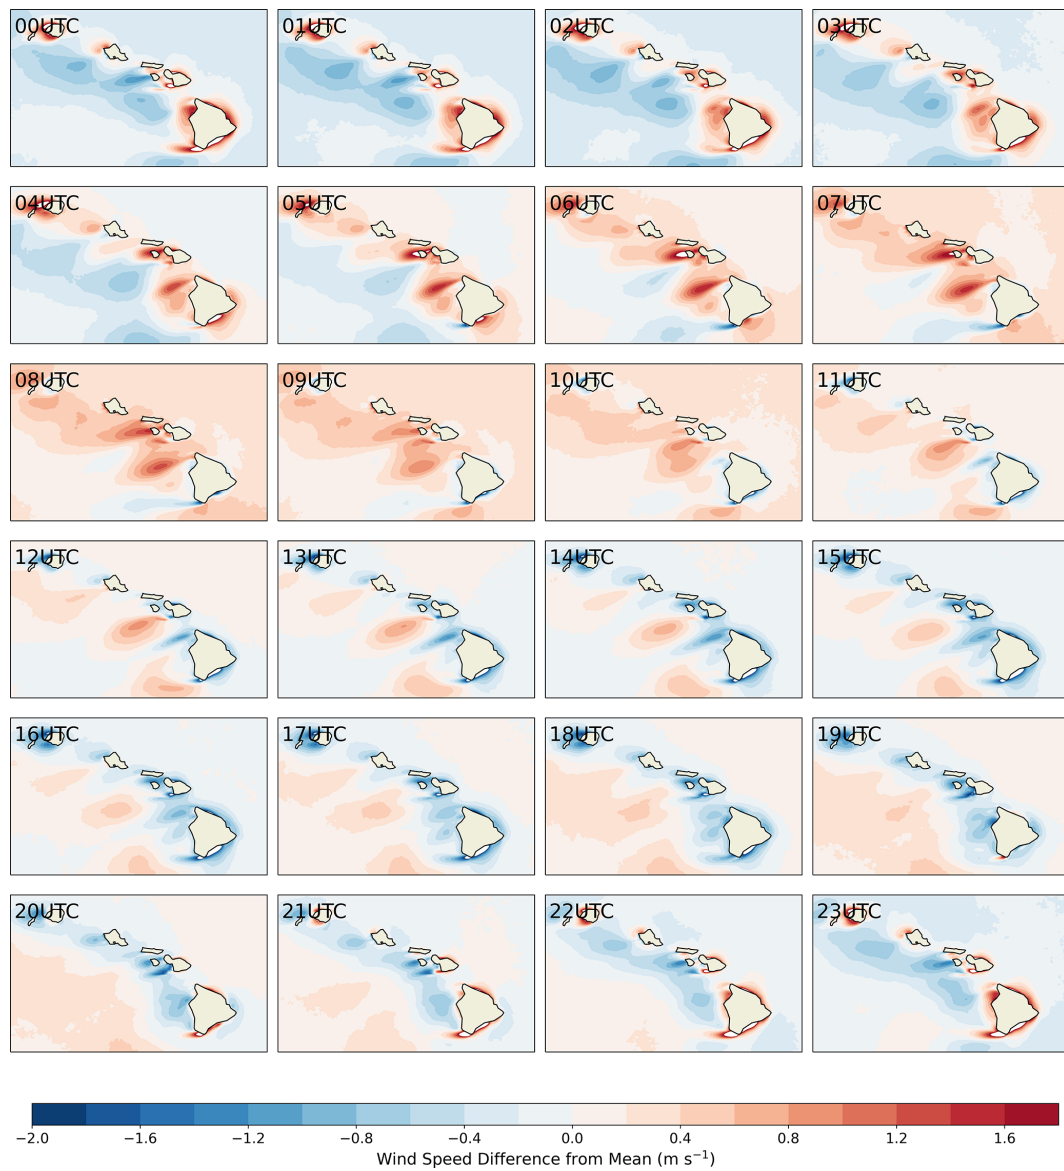 00UTC 01UTC 02UTC 03UTC
04UTC 05UTC 06UTC 07UTC
08UTC 09UTC 10UTC 11UTC
12UTC 13UTC 14UTC 15UTC
16UTC 17UTC 18UTC 19UTC
20UTC 21UTC 22UTC 23UTC
−2.0 −1.6 −1.2 −0.8 −0.4 0.0 0.4 0.8 1.2 1.6
Wind Speed Difference from Mean (m s⁻¹)